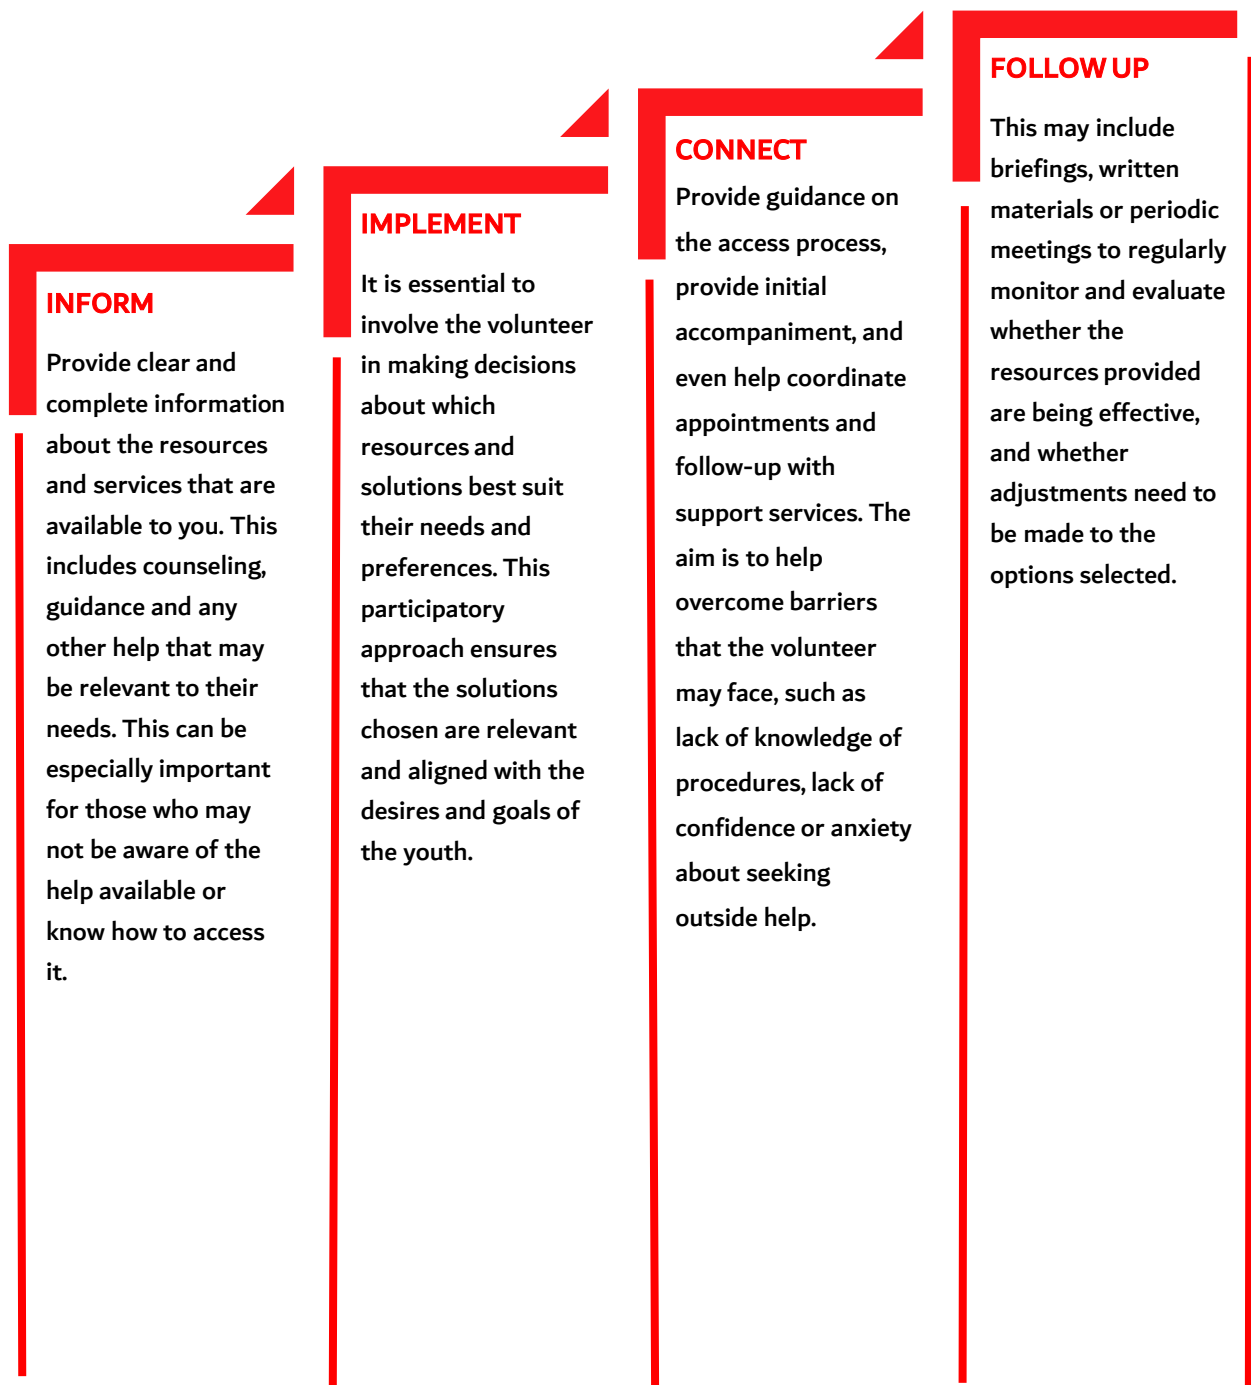 INFORM
Provide clear and
complete information
about the resources
and services that are
available to you. This
includes counseling,
guidance and any
other help that may
be relevant to their
needs. This can be
especially important
for those who may
not be aware of the
help available or
know how to access
it.
IMPLEMENT
It is essential to
involve the volunteer
in making decisions
about which
resources and
solutions best suit
their needs and
preferences. This
participatory
approach ensures
that the solutions
chosen are relevant
and aligned with the
desires and goals of
the youth.
CONNECT
Provide guidance on
the access process,
provide initial
accompaniment, and
even help coordinate
appointments and
follow-up with
support services. The
aim is to help
overcome barriers
that the volunteer
may face, such as
lack of knowledge of
procedures, lack of
confidence or anxiety
about seeking
outside help.
FOLLOW UP
This may include
briefings, written
materials or periodic
meetings to regularly
monitor and evaluate
whether the
resources provided
are being effective,
and whether
adjustments need to
be made to the
options selected.